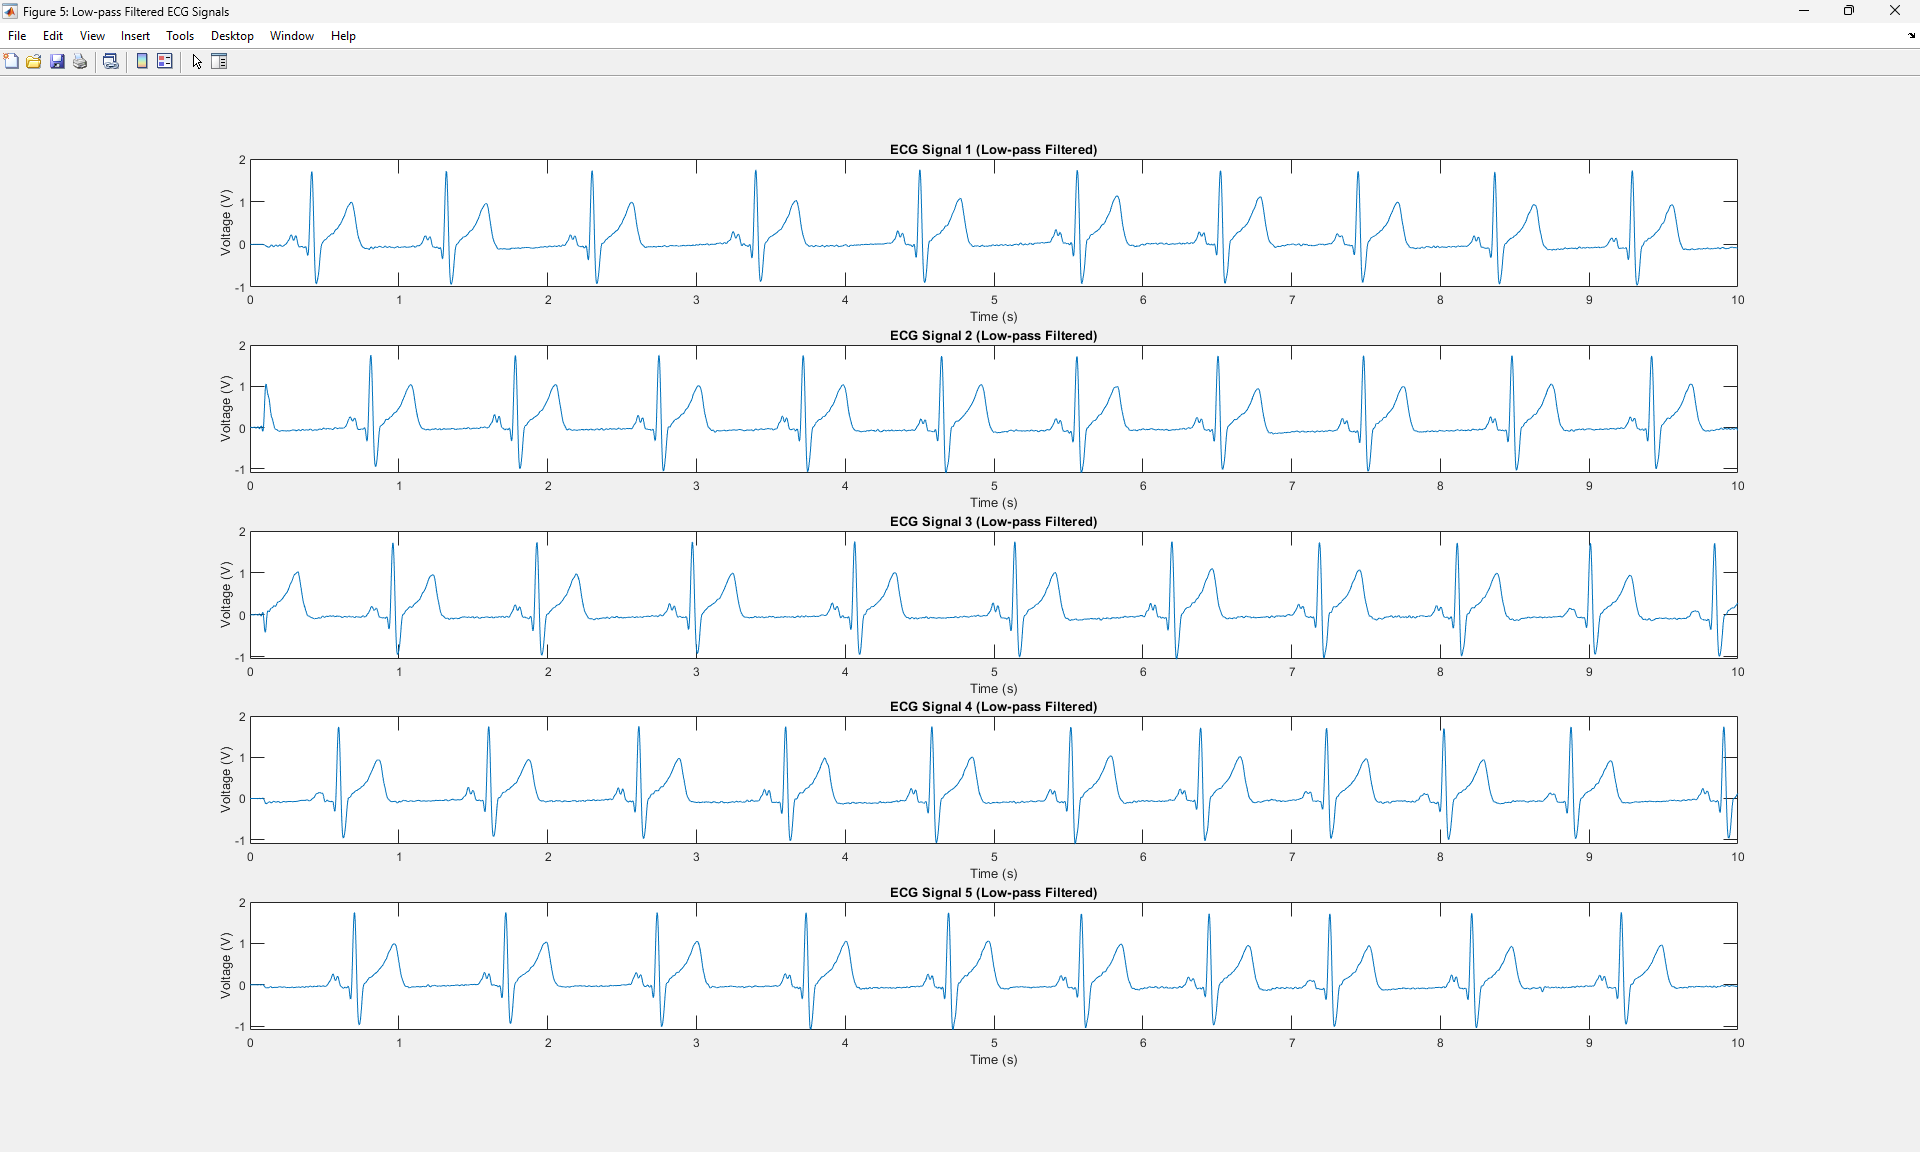 Figure 5: Low-pass Filtered ECG Signals
File Edit View Insert Tools Desktop Window Help
ECG Signal 1 (Low-pass Filtered)
2
1
0
-1
Voltage (V)
0 1 2 3 4 5 6 7 8 9 10
Time (s)
ECG Signal 2 (Low-pass Filtered)
2
1
0
-1
Voltage (V)
0 1 2 3 4 5 6 7 8 9 10
Time (s)
ECG Signal 3 (Low-pass Filtered)
2
1
0
-1
Voltage (V)
0 1 2 3 4 5 6 7 8 9 10
Time (s)
ECG Signal 4 (Low-pass Filtered)
2
1
0
-1
Voltage (V)
0 1 2 3 4 5 6 7 8 9 10
Time (s)
ECG Signal 5 (Low-pass Filtered)
2
1
0
-1
Voltage (V)
0 1 2 3 4 5 6 7 8 9 10
Time (s)